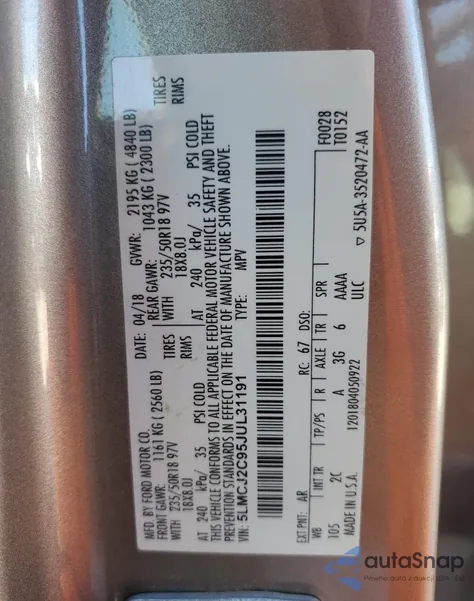 MFD. BY FORD MOTOR CO.
DATE: 04/18 GVWR: 2195 KG ( 4840 LB)
FRONT GAWR: 1161 KG (2560 LB) REAR GAWR: 1043 KG ( 2300 LB)
WITH 235/50R18 97V TIRES WITH 235/50R18 97V TIRES
18X8.0J RIMS 18X8.0J RIMS
AT 240 kPa/ 35 PSI COLD AT 240 kPa/ 35 PSI COLD
THIS VEHICLE CONFORMS TO ALL APPLICABLE FEDERAL MOTOR VEHICLE SAFETY AND THEFT
PREVENTION STANDARDS IN EFFECT ON THE DATE OF MANUFACTURE SHOWN ABOVE.
VIN: 5LMCJ2C95JUL31191 TYPE: MPV
EXT PNT: AR RC: 67 DSO: F0028
WB INT TR TP/PS R AXLE TR SPR T0152
105 2C A 3G 6 AAAA
MADE IN U.S.A. ULC
1201804050922 ▽ 5U5A-3520472-AA
autaSnap